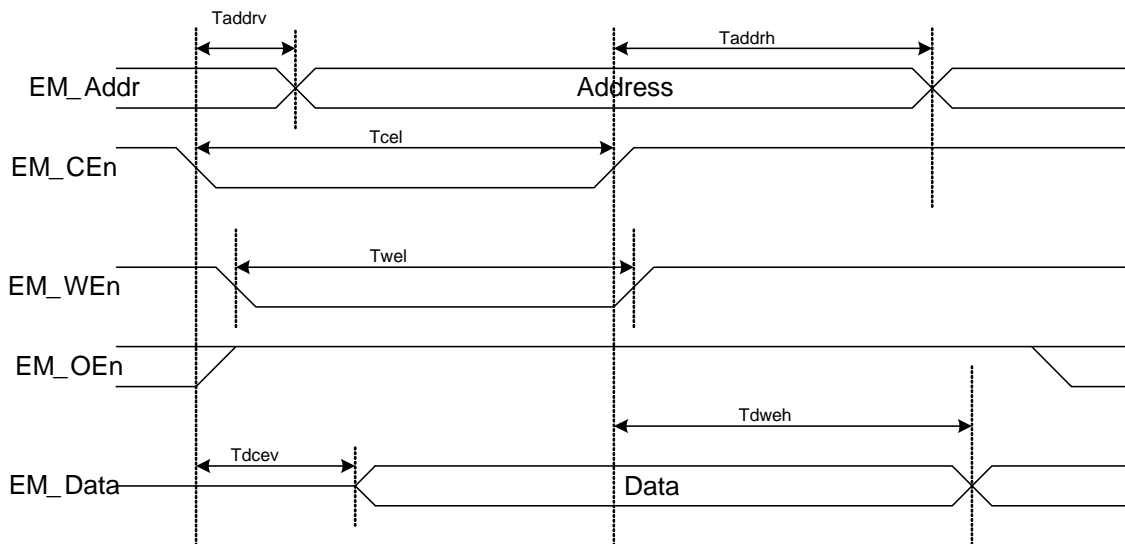 Taddrv
Taddrh
EM_Addr
Address
Tcel
EM_CEn
Twel
EM_WEn
EM_OEn
Tdweh
Tdcev
EM_Data
Data